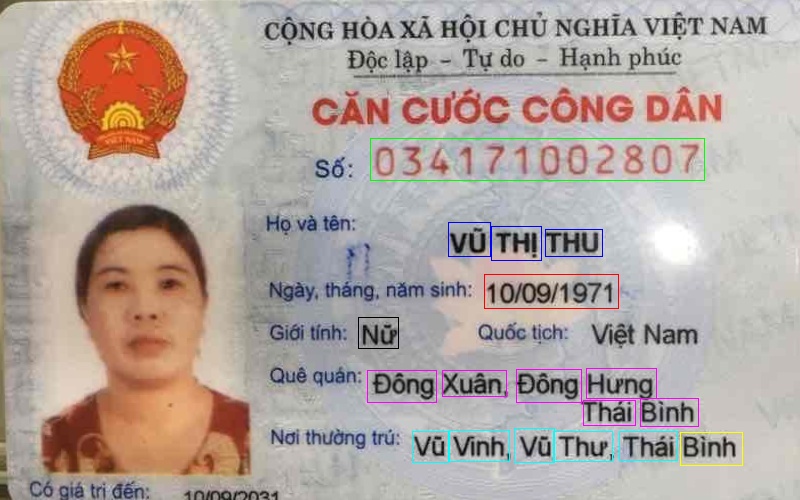 CỘNG HÒA XÃ HỘI CHỦ NGHĨA VIỆT NAM
Độc lập - Tự do - Hạnh phúc
CĂN CƯỚC CÔNG DÂN
Số: 034171002807
Họ và tên: VŨ THỊ THU
Ngày, tháng, năm sinh: 10/09/1971
Giới tính: Nữ Quốc tịch: Việt Nam
Quê quán: Đông Xuân, Đông Hưng
Thái Bình
Nơi thường trú: Vũ Vinh, Vũ Thư, Thái Bình
Có giá trị đến: 10/09/2031
VIỆT NAM